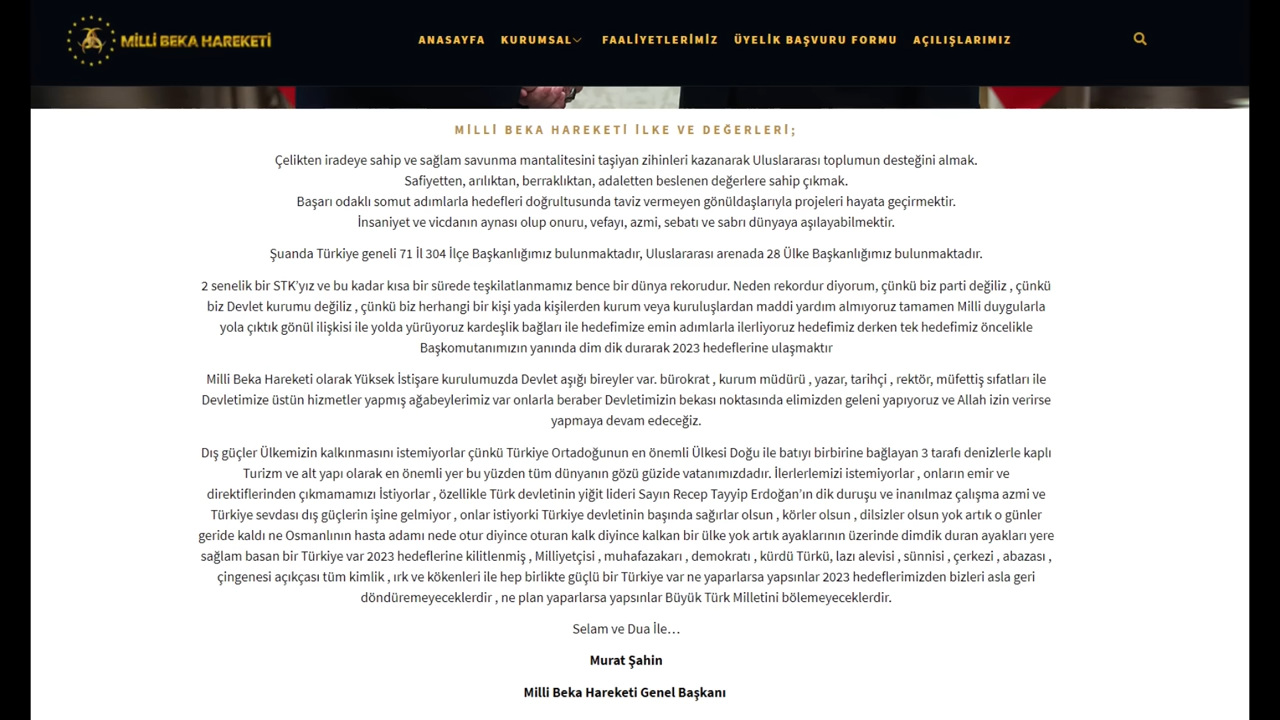 MİLLİ BEKA HAREKETİ
ANASAYFA KURUMSAL FAALİYETLERİMİZ ÜYELİK BAŞVURU FORMU AÇILIŞLARIMIZ
MİLLİ BEKA HAREKETİ İLKE VE DEĞERLERİ;
Çelikten iradeye sahip ve sağlam savunma mantalitesini taşiyan zihinleri kazanarak Uluslararası toplumun desteğini almak.
Safiyetten, arılıktan, berraklıktan, adaletten beslenen değerlere sahip çıkmak.
Başarı odaklı somut adımlarla hedefleri doğrultusunda taviz vermeyen gönüldaşlarıyla projeleri hayata geçirmektir.
İnsaniyet ve vicdanın aynası olup onuru, vefayı, azmi, sebatı ve sabrı dünyaya aşılayabilmektir.
Şuanda Türkiye geneli 71 İl 304 İlçe Başkanlığımız bulunmaktadır, Uluslararası arenada 28 Ülke Başkanlığımız bulunmaktadır.
2 senelik bir STK’yız ve bu kadar kısa bir sürede teşkilatlanmamız bence bir dünya rekorudur. Neden rekordur diyorum, çünkü biz parti değiliz , çünkü
biz Devlet kurumu değiliz , çünkü biz herhangi bir kişi yada kişilerden kurum veya kuruluşlardan maddi yardım almıyoruz tamamen Milli duygularla
yola çıktık gönül ilişkisi ile yolda yürüyoruz kardeşlik bağları ile hedefimize emin adımlarla ilerliyoruz hedefimiz derken tek hedefimiz öncelikle
Başkomutanımızın yanında dim dik durarak 2023 hedeflerine ulaşmaktır
Milli Beka Hareketi olarak Yüksek İstişare kurulumuzda Devlet aşığı bireyler var. bürokrat , kurum müdürü , yazar, tarihçi , rektör, müfettiş sıfatları ile
Devletimize üstün hizmetler yapmış ağabeylerimiz var onlarla beraber Devletimizin bekası noktasında elimizden geleni yapıyoruz ve Allah izin verirse
yapmaya devam edeceğiz.
Dış güçler Ülkemizin kalkınmasını istemiyorlar çünkü Türkiye Ortadoğunun en önemli Ülkesi Doğu ile batıyı birbirine bağlayan 3 tarafı denizlerle kaplı
Turizm ve alt yapı olarak en önemli yer bu yüzden tüm dünyanın gözü güzide vatanımızdadır. İlerlerlemizi istemiyorlar , onların emir ve
direktiflerinden çıkmamamızı İstiyorlar , özellikle Türk devletinin yiğit lideri Sayın Recep Tayyip Erdoğan’ın dik duruşu ve inanılmaz çalışma azmi ve
Türkiye sevdası dış güçlerin işine gelmiyor , onlar istiyorki Türkiye devletinin başında sağırlar olsun , körler olsun , dilsizler olsun yok artık o günler
geride kaldı ne Osmanlının hasta adamı nede otur diyince oturan kalk diyince kalkan bir ülke yok artık ayaklarının üzerinde dimdik duran ayakları yere
sağlam basan bir Türkiye var 2023 hedeflerine kilitlenmiş , Milliyetçisi , muhafazakarı , demokratı , kürdü Türkü, lazı alevisi , sünnisi , çerkezi , abazası ,
çingenesi açıkçası tüm kimlik , ırk ve kökenleri ile hep birlikte güçlü bir Türkiye var ne yaparlarsa yapsınlar 2023 hedeflerimizden bizleri asla geri
döndüremeyeceklerdir , ne plan yaparlarsa yapsınlar Büyük Türk Milletini bölemeyeceklerdir.
Selam ve Dua İle…
Murat Şahin
Milli Beka Hareketi Genel Başkanı